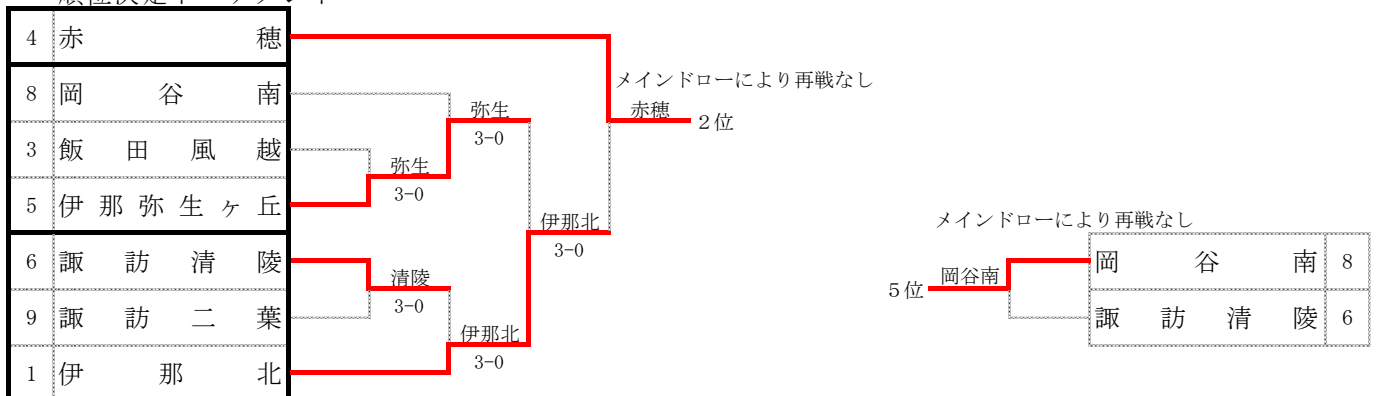 4 赤穂
8 岡谷南
3 飯田風越
5 伊那弥生ヶ丘
6 諏訪清陵
9 諏訪二葉
1 伊那北
弥生
3-0
弥生
3-0
清陵
3-0
伊那北
3-0
伊那北
3-0
メインドローにより再戦なし
赤穂
２位
メインドローにより再戦なし
５位
岡谷南
岡谷南 8
諏訪清陵 6